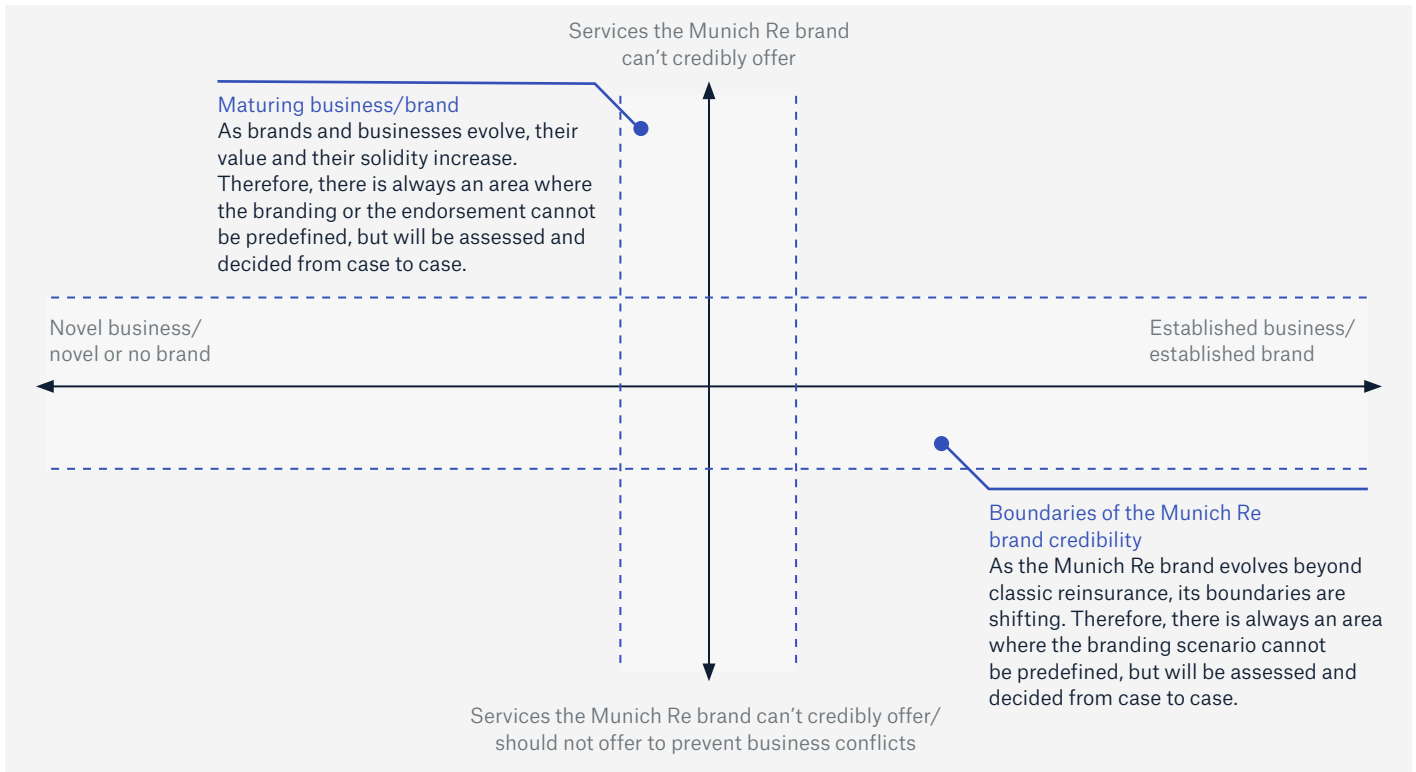 Services the Munich Re brand
can’t credibly offer
Maturing business/brand
As brands and businesses evolve, their
value and their solidity increase.
Therefore, there is always an area where
the branding or the endorsement cannot
be predefined, but will be assessed and
decided from case to case.
Novel business/
novel or no brand
Established business/
established brand
Boundaries of the Munich Re
brand credibility
As the Munich Re brand evolves beyond
classic reinsurance, its boundaries are
shifting. Therefore, there is always an area
where the branding scenario cannot
be predefined, but will be assessed and
decided from case to case.
Services the Munich Re brand can’t credibly offer/
should not offer to prevent business conflicts